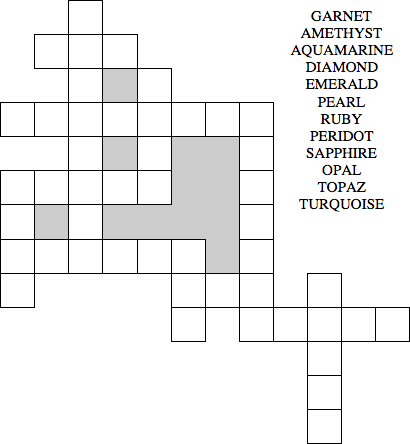 GARNET
AMETHYST
AQUAMARINE
DIAMOND
EMERALD
PEARL
RUBY
PERIDOT
SAPPHIRE
OPAL
TOPAZ
TURQUOISE